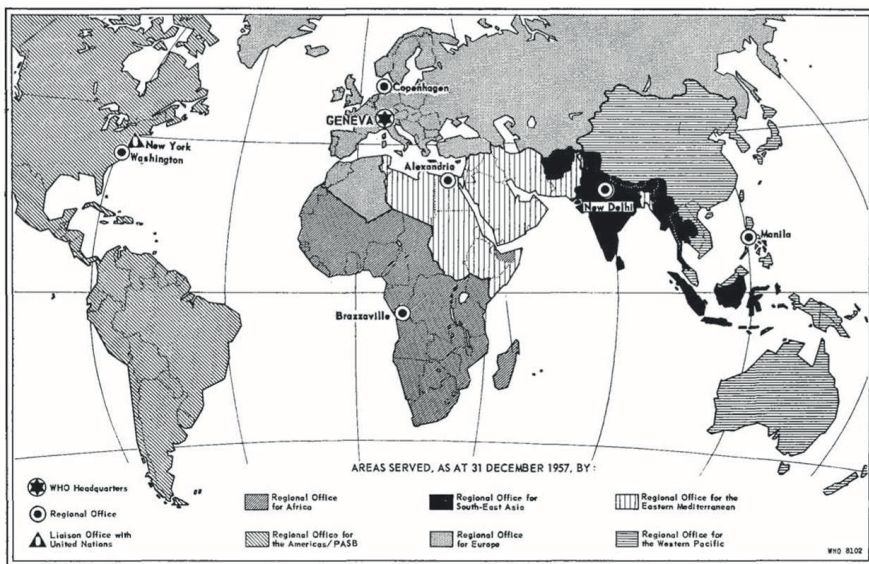 Copenhagen
GENEVA
New York
Washington
Alexandria
New Delhi
Manila
Brazzaville
AREAS SERVED, AS AT 31 DECEMBER 1957, BY :
WHO Headquarters
Regional Office
Liaison Office with
United Nations
Regional Office
for Africa
Regional Office for
the Americas/PASB
Regional Office for
South-East Asia
Regional Office
for Europe
Regional Office for the
Eastern Mediterranean
Regional Office for
the Western Pacific
WHO 8102